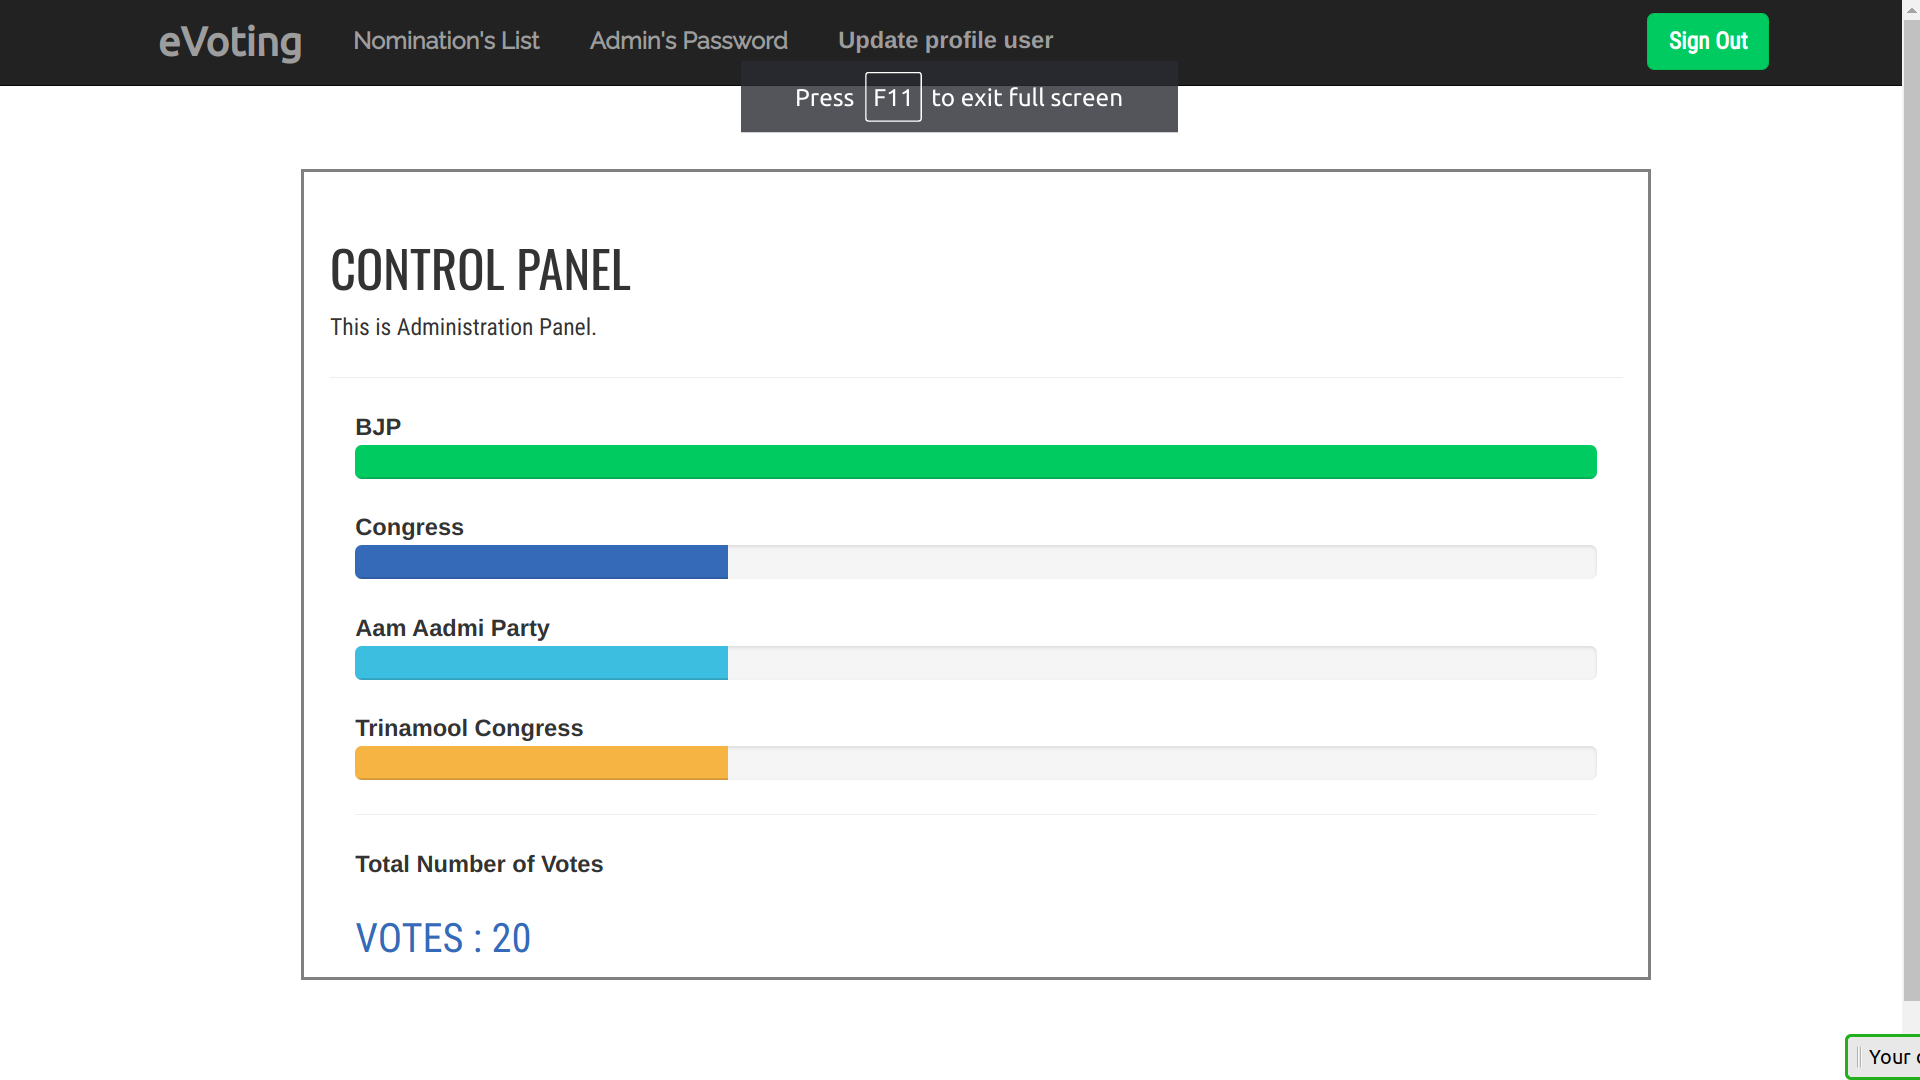 eVoting Nomination's List Admin's Password Update profile user Sign Out
Press F11 to exit full screen
CONTROL PANEL
This is Administration Panel.
BJP
Congress
Aam Aadmi Party
Trinamool Congress
Total Number of Votes
VOTES : 20
Your